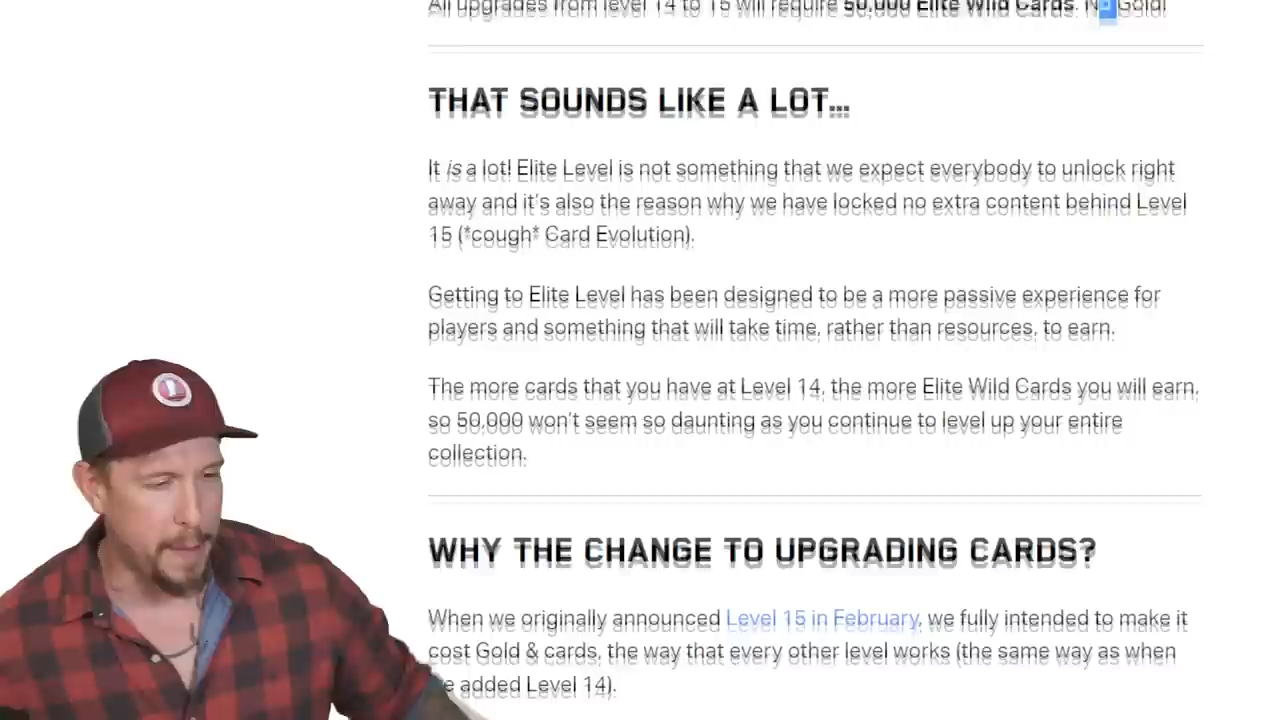 All upgrades from level 14 to 15 will require 50,000 Elite Wild Cards. No Gold!
THAT SOUNDS LIKE A LOT...
It is a lot! Elite Level is not something that we expect everybody to unlock right
away and it's also the reason why we have locked no extra content behind Level
15 (*cough* Card Evolution).
Getting to Elite Level has been designed to be a more passive experience for
players and something that will take time, rather than resources, to earn.
The more cards that you have at Level 14, the more Elite Wild Cards you will earn,
so 50,000 won't seem so daunting as you continue to level up your entire
collection.
WHY THE CHANGE TO UPGRADING CARDS?
When we originally announced Level 15 in February, we fully intended to make it
cost Gold & cards, the way that every other level works (the same way as when
added Level 14).